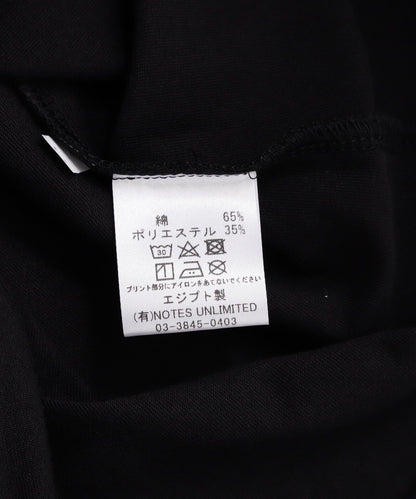 綿 65%
ポリエステル 35%
30
プリント部分にアイロンをあてないでください
エジプト製
(有)NOTES UNLIMITED
03-3845-0403